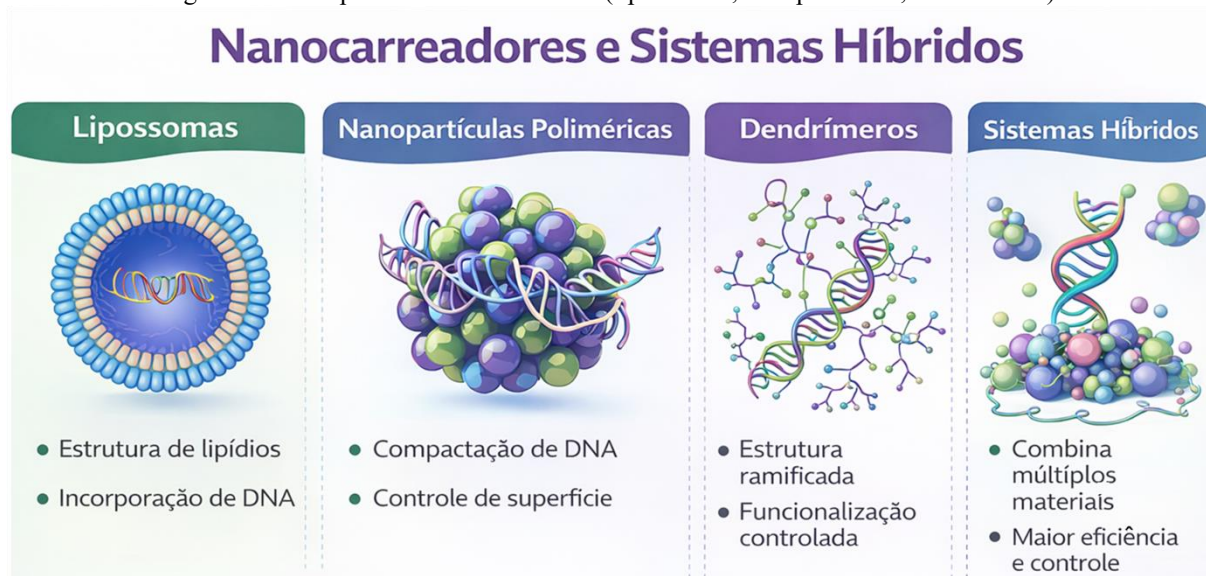 Nanocarreadores e Sistemas Híbridos
Lipossomas
Estrutura de lipídios
Incorporação de DNA
Nanopartículas Poliméricas
Compactação de DNA
Controle de superfície
Dendrímeros
Estrutura
ramificada
Funcionalização
controlada
Sistemas Híbridos
Combina
múltíplos
materiais
Maior eficiência
e controle